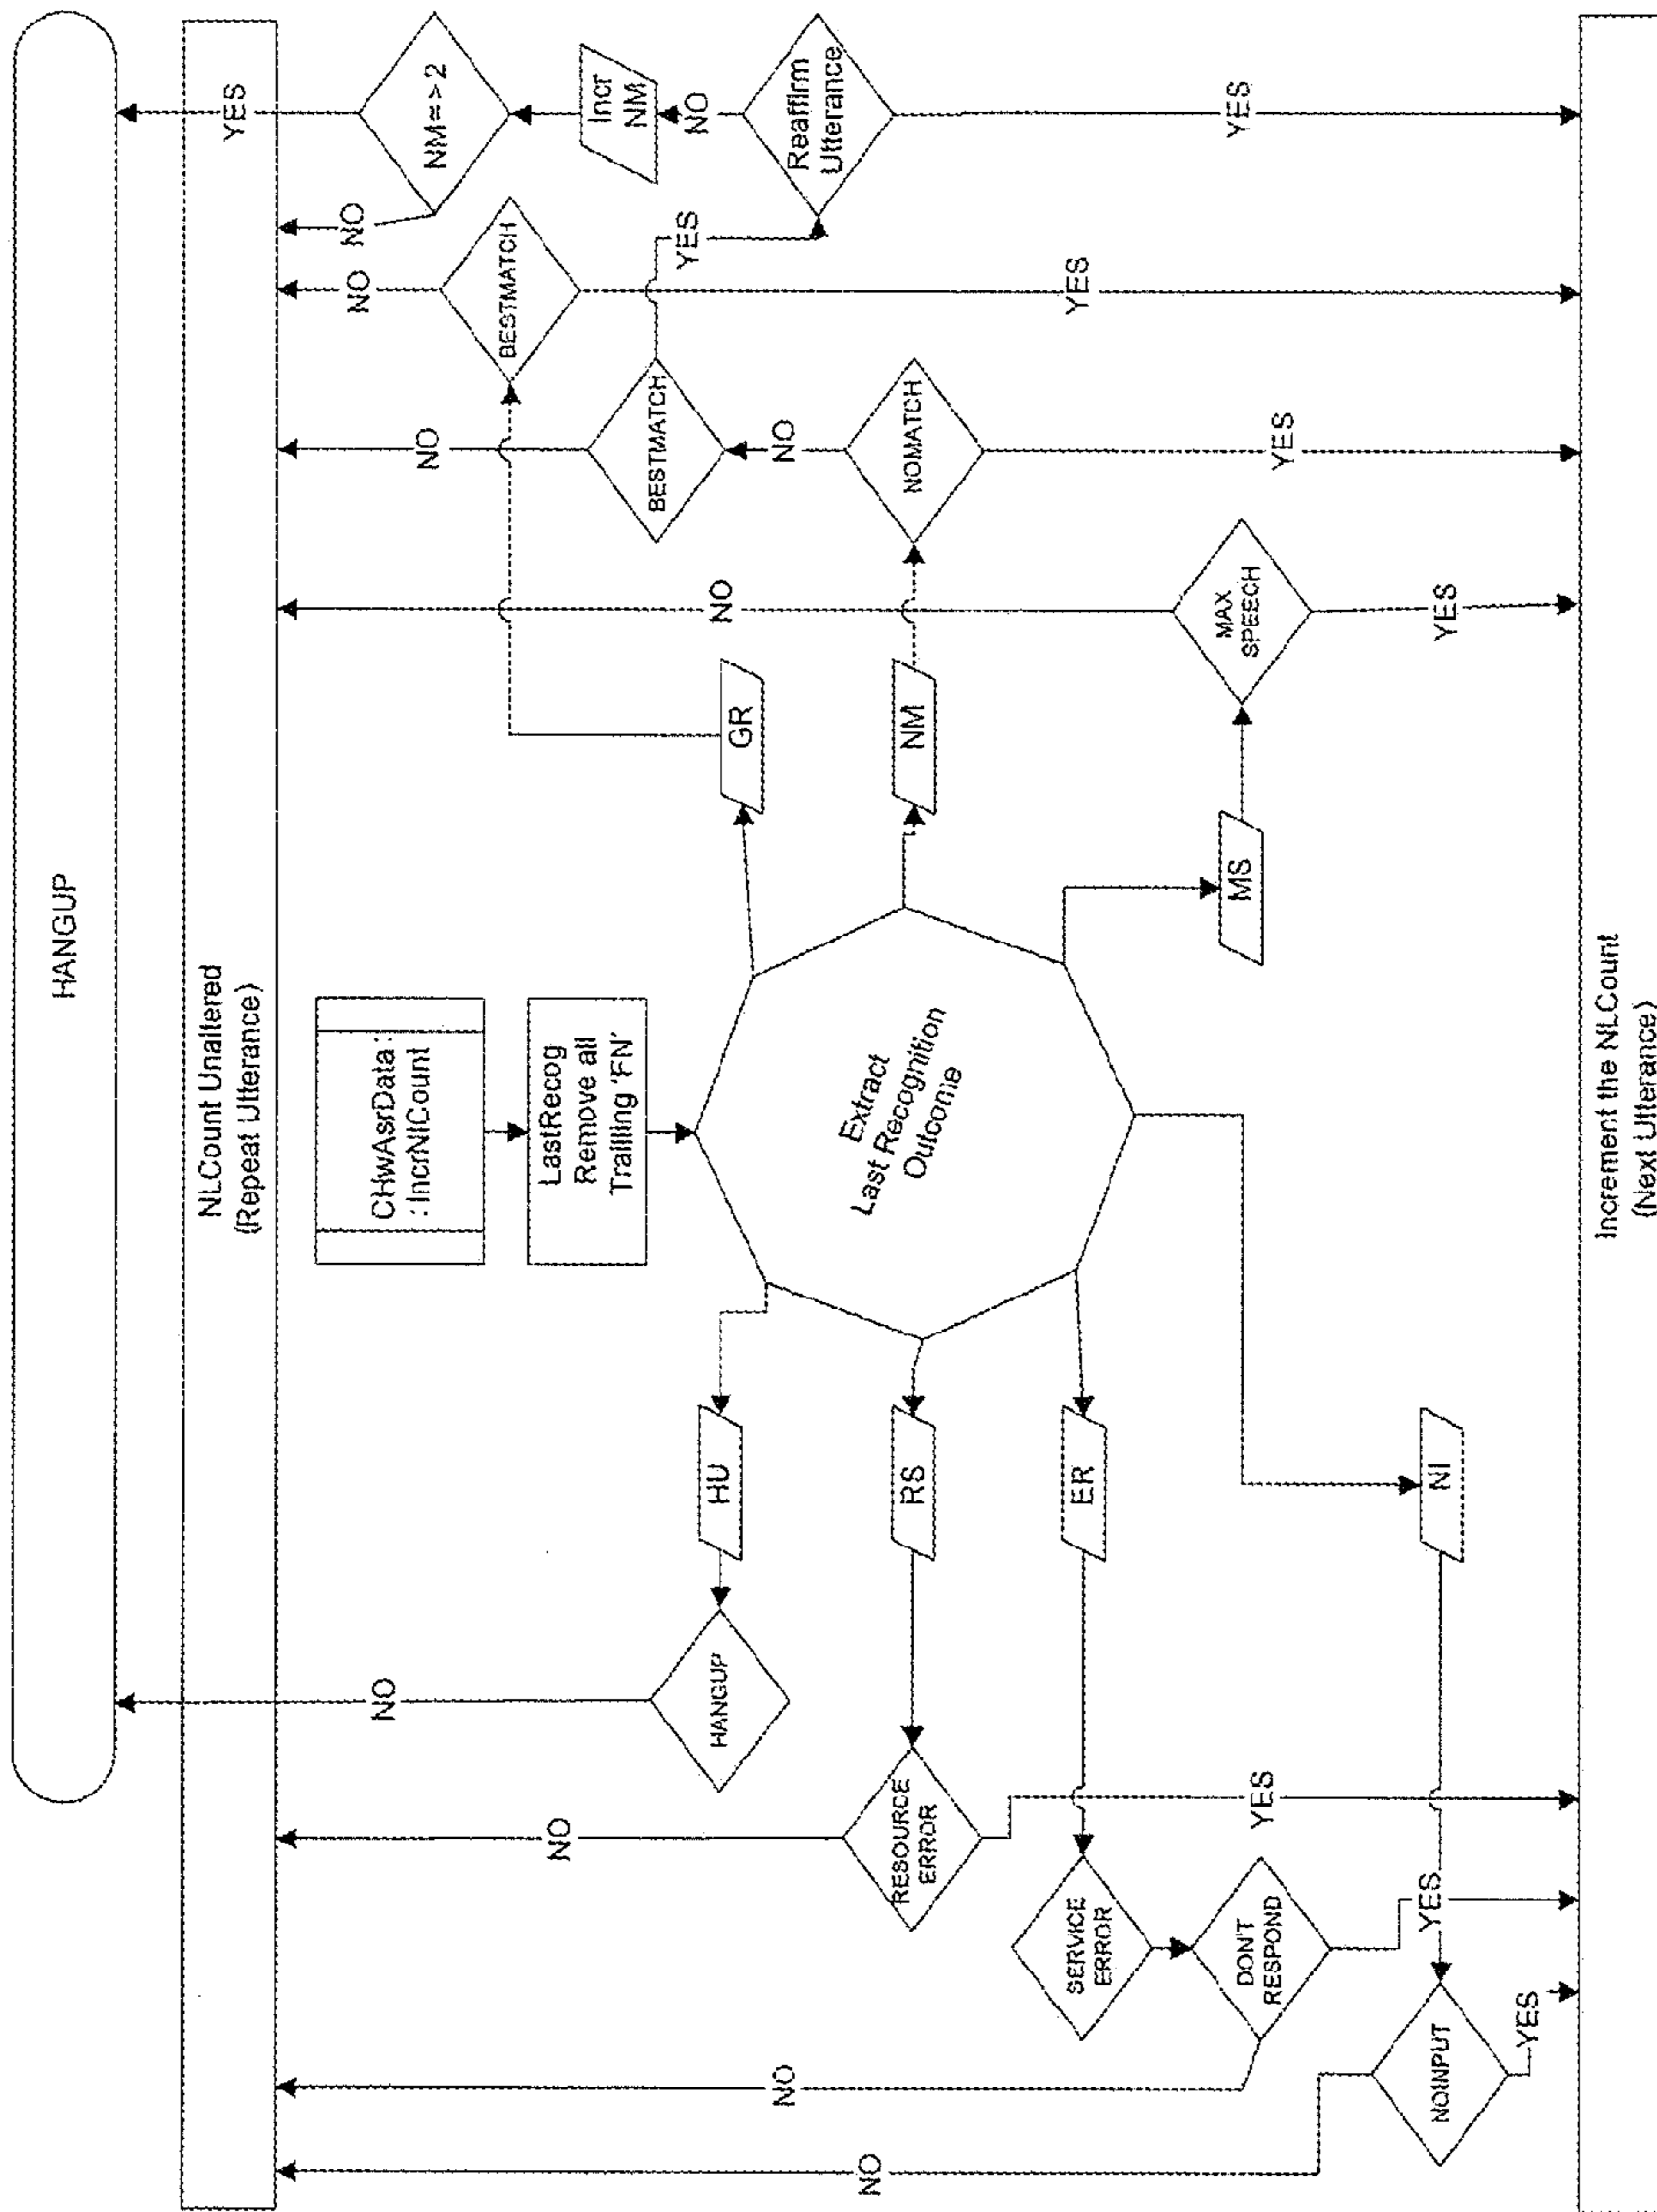 HANGUP
NLCount Unaltered
(Repeat Utterance)
YES
NO
NO
NO
NO
NO
NO
NO
NO
NM=>2
Incr
NM
NO
Reaffirm
Utterance
YES
BESTMATCH
YES
BESTMATCH
YES
NO
NOMATCH
YES
MAX
SPEECH
YES
CHwAsrData:
:IncrNlCount
LastRecog
Remove all
Trailling 'FN'
Extract
Last Recognition
Outcome
GR
NM
MS
HU
RS
ER
NI
HANGUP
RESOURCE
ERROR
YES
SERVICE
ERROR
DON'T
RESPOND
YES
NOINPUT
YES
Increment the NLCount
(Next Utterance)